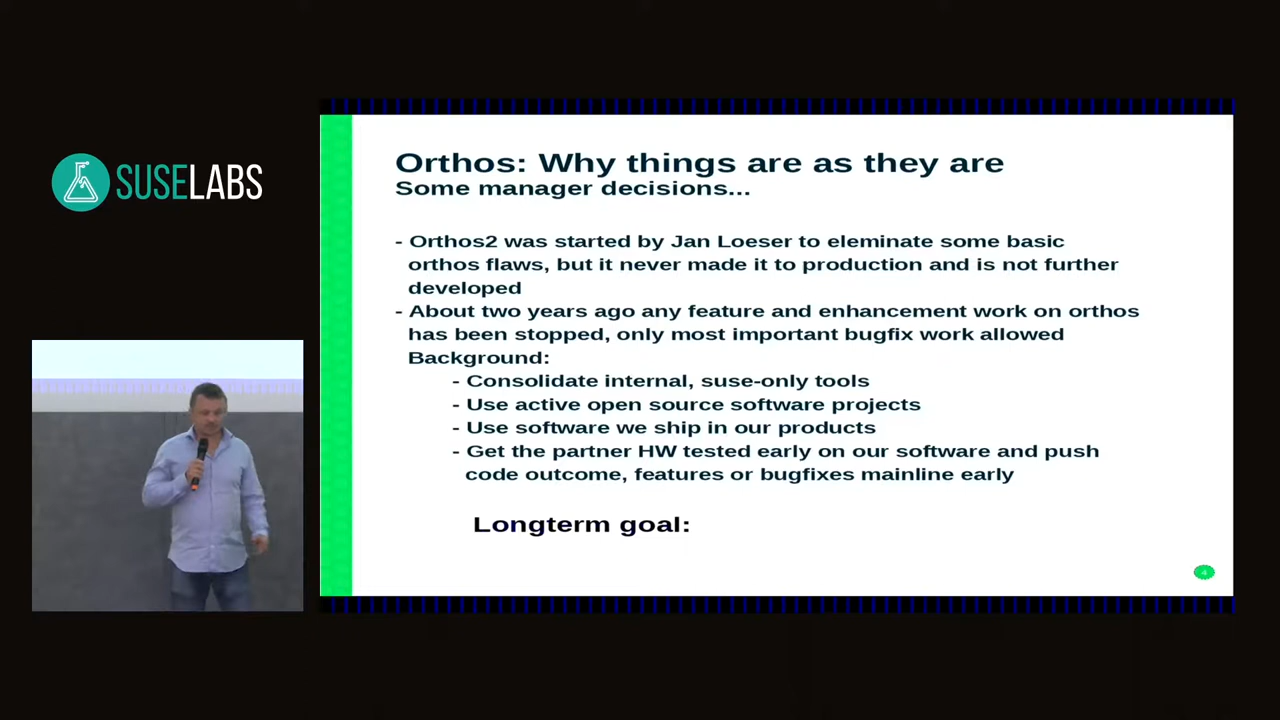 SUSELABS
Orthos: Why things are as they are
Some manager decisions...
- Orthos2 was started by Jan Loeser to eleminate some basic
orthos flaws, but it never made it to production and is not further
developed
- About two years ago any feature and enhancement work on orthos
has been stopped, only most important bugfix work allowed
Background:
- Consolidate internal, suse-only tools
- Use active open source software projects
- Use software we ship in our products
- Get the partner HW tested early on our software and push
code outcome, features or bugfixes mainline early
Longterm goal:
4